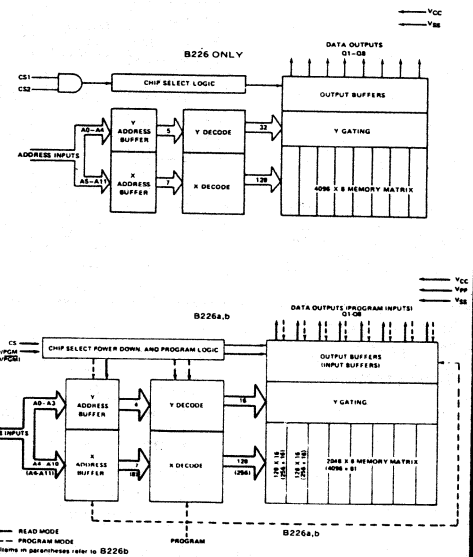 VCC
VSS
B226 ONLY
DATA OUTPUTS
Q1-Q8
CS1
CS2
CHIP SELECT LOGIC
OUTPUT BUFFERS
A0-A4
Y
ADDRESS
BUFFER
5
Y DECODE
32
Y GATING
ADDRESS INPUTS
A5-A11
X
ADDRESS
BUFFER
7
X DECODE
128
4096 X 8 MEMORY MATRIX
VCC
VPP
VSS
B226a,b
DATA OUTPUTS (PROGRAM INPUTS)
Q1-Q8
CS
/PGM
CHIP SELECT POWER DOWN, AND PROGRAM LOGIC
OUTPUT BUFFERS
(INPUT BUFFERS)
A0-A3
Y
ADDRESS
BUFFER
4
Y DECODE
16
Y GATING
INPUTS
A4-A10
(A4-A11)
X
ADDRESS
BUFFER
7
(8)
X DECODE
128
(256)
128 X 16
(256 X 16)
128 X 16
(256 X 16)
2048 X 8 MEMORY MATRIX
(4096 X 8)
READ MODE
PROGRAM MODE
PROGRAM
B226a,b
Items in parentheses refer to B226b